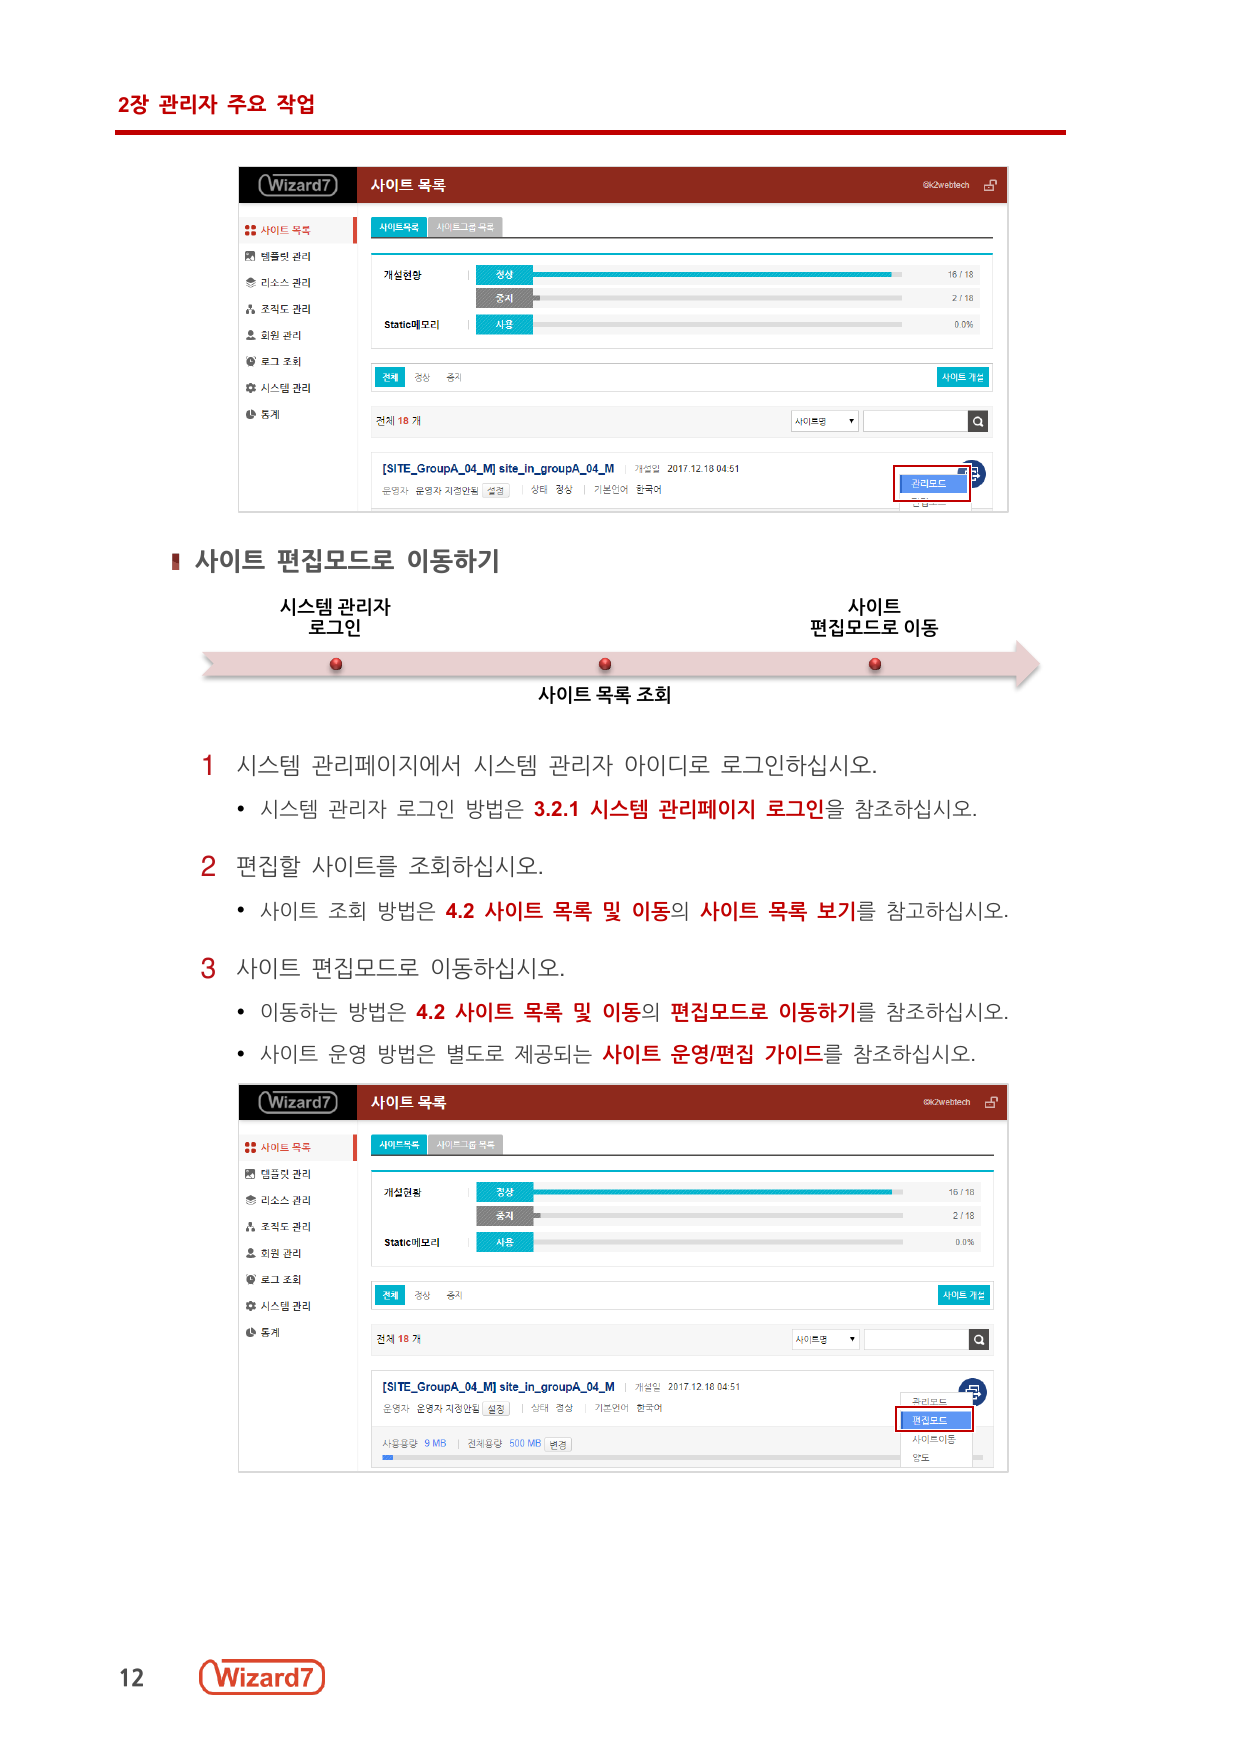 2장 관리자 주요 작업
Wizard7 사이트 목록 @k2webtech
사이트 목록
템플릿 관리
리소스 관리
조직도 관리
회원 관리
로그 조회
시스템 관리
통계
사이트목록 사이트그룹 목록
개설현황 정상 16 / 18
중지 2 / 18
Static메모리 사용 0.0%
전체 정상 중지 사이트 개설
전체 18 개 사이트명
[SITE_GroupA_04_M] site_in_groupA_04_M 개설일 2017.12.18 04:51
운영자 운영자 지정안됨 설정 상태 정상 기본언어 한국어
관리모드
사이트 편집모드로 이동하기
시스템 관리자
로그인
사이트
편집모드로 이동
사이트 목록 조회
1 시스템 관리페이지에서 시스템 관리자 아이디로 로그인하십시오.
• 시스템 관리자 로그인 방법은 3.2.1 시스템 관리페이지 로그인을 참조하십시오.
2 편집할 사이트를 조회하십시오.
• 사이트 조회 방법은 4.2 사이트 목록 및 이동의 사이트 목록 보기를 참고하십시오.
3 사이트 편집모드로 이동하십시오.
• 이동하는 방법은 4.2 사이트 목록 및 이동의 편집모드로 이동하기를 참조하십시오.
• 사이트 운영 방법은 별도로 제공되는 사이트 운영/편집 가이드를 참조하십시오.
Wizard7 사이트 목록 @k2webtech
사이트 목록
템플릿 관리
리소스 관리
조직도 관리
회원 관리
로그 조회
시스템 관리
통계
사이트목록 사이트그룹 목록
개설현황 정상 16 / 18
중지 2 / 18
Static메모리 사용 0.0%
전체 정상 중지 사이트 개설
전체 18 개 사이트명
[SITE_GroupA_04_M] site_in_groupA_04_M 개설일 2017.12.18 04:51
운영자 운영자 지정안됨 설정 상태 정상 기본언어 한국어
관리모드
편집모드
사이트이동
양도
사용용량 9 MB 전체용량 500 MB 변경
12 Wizard7